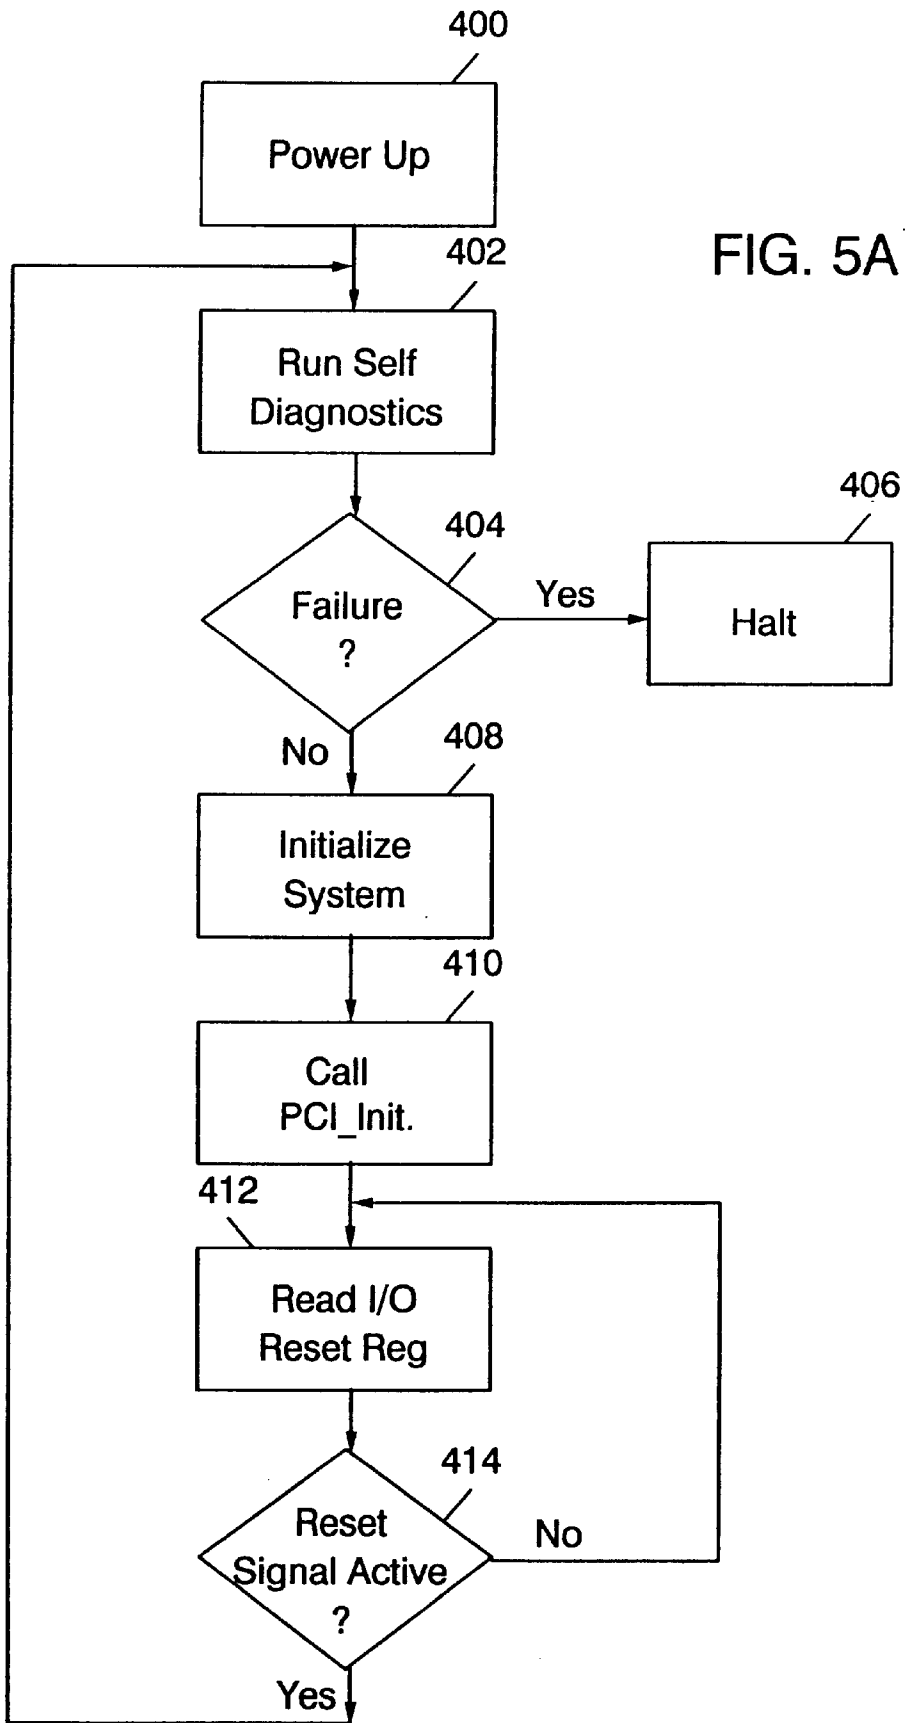 400
Power Up
FIG. 5A
402
Run Self
Diagnostics
404
406
Failure
?
Yes
Halt
No
408
Initialize
System
410
Call
PCI_Init.
412
Read I/O
Reset Reg
414
Reset
Signal Active
?
No
Yes